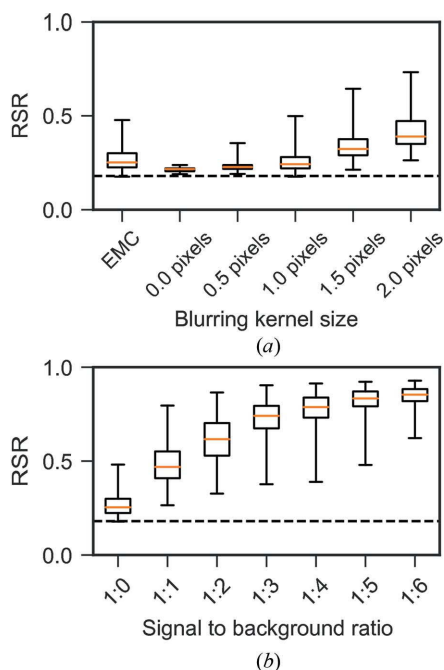 1.0
RSR
0.5
0.0
EMC
0.0 pixels
0.5 pixels
1.0 pixels
1.5 pixels
2.0 pixels
Blurring kernel size
(a)
1.0
RSR
0.5
0.0
1:0
1:1
1:2
1:3
1:4
1:5
1:6
Signal to background ratio
(b)